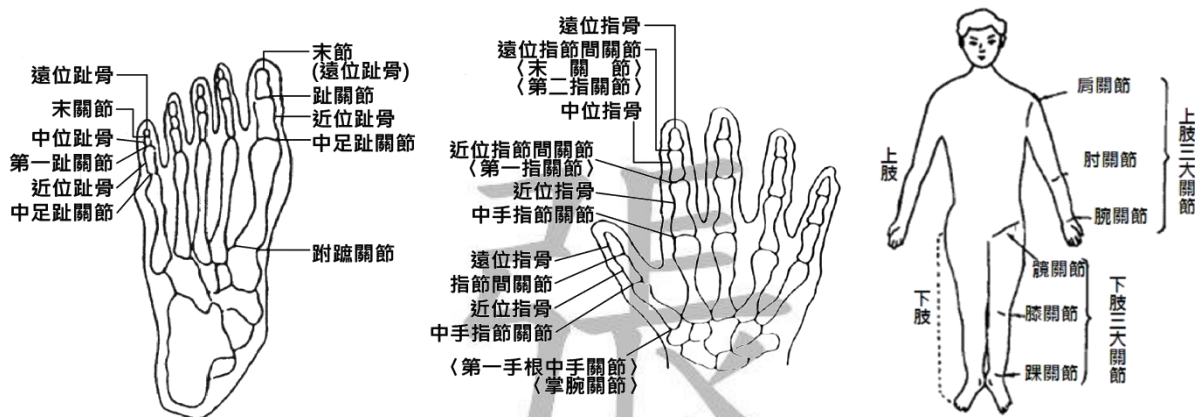 遠位趾骨
末關節
中位趾骨
第一趾關節
近位趾骨
中足趾關節
末節
(遠位趾骨)
趾關節
近位趾骨
中足趾關節
跗蹠關節
遠位指骨
遠位指節間關節
〈末關節〉
〈第二指關節〉
中位指骨
近位指節間關節
〈第一指關節〉
近位指骨
中手指節關節
遠位指骨
指節間關節
近位指骨
中手指節關節
〈第一手根中手關節〉
〈掌腕關節〉
上肢
肩關節
肘關節
腕關節
上肢三大關節
下肢
髖關節
膝關節
踝關節
下肢三大關節